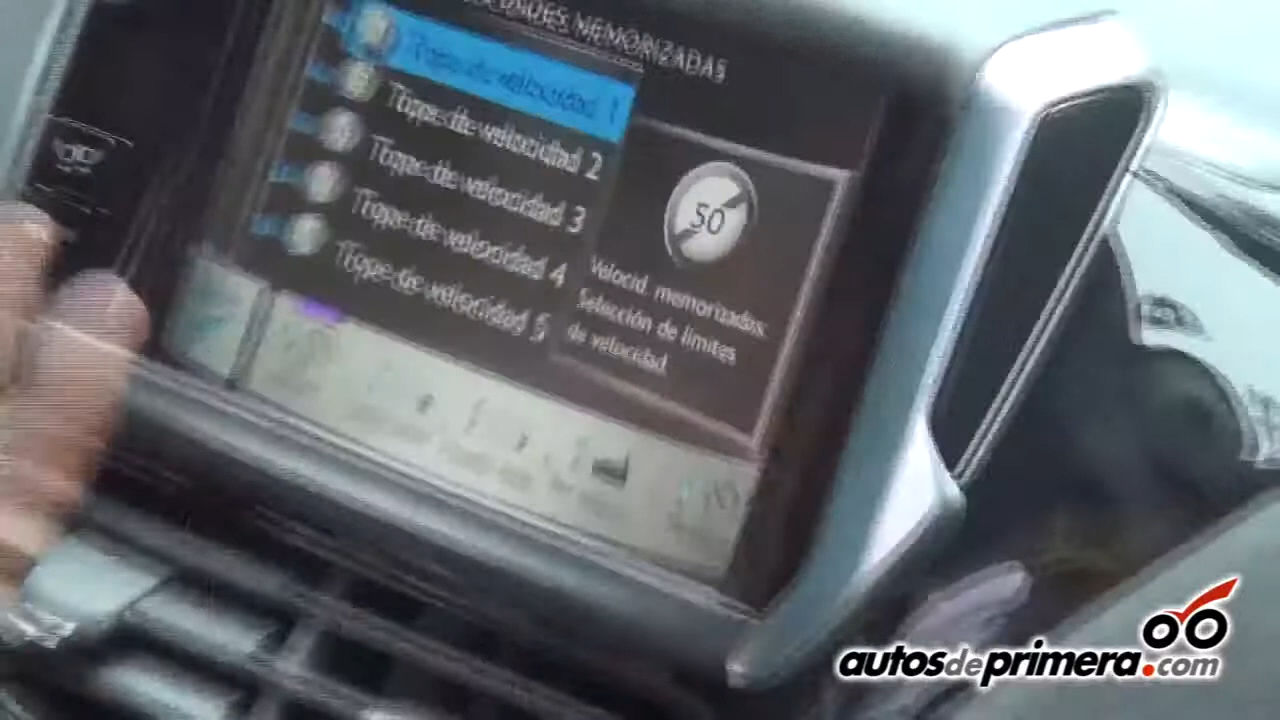 MEMORIZADAS
Tope de velocidad 1
Tope de velocidad 2
Tope de velocidad 3
Tope de velocidad 4
Tope de velocidad 5
50
Velocid. memorizadas:
Selección de límites
de velocidad.
autosdeprimera.com